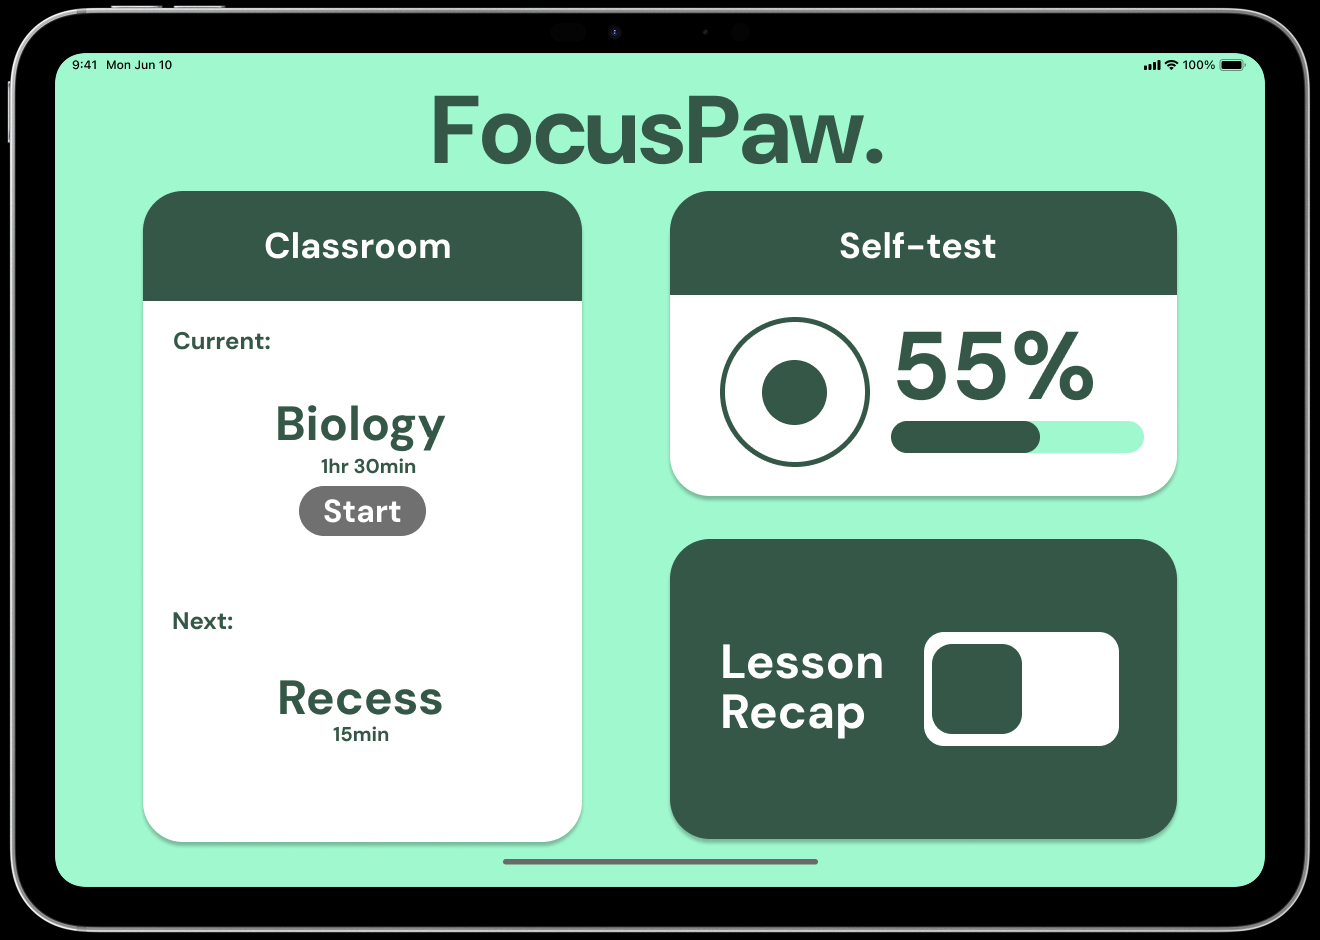 9:41 Mon Jun 10
100%
FocusPaw.
Classroom
Current:
Biology
1hr 30min
Start
Next:
Recess
15min
Self-test
55%
Lesson
Recap